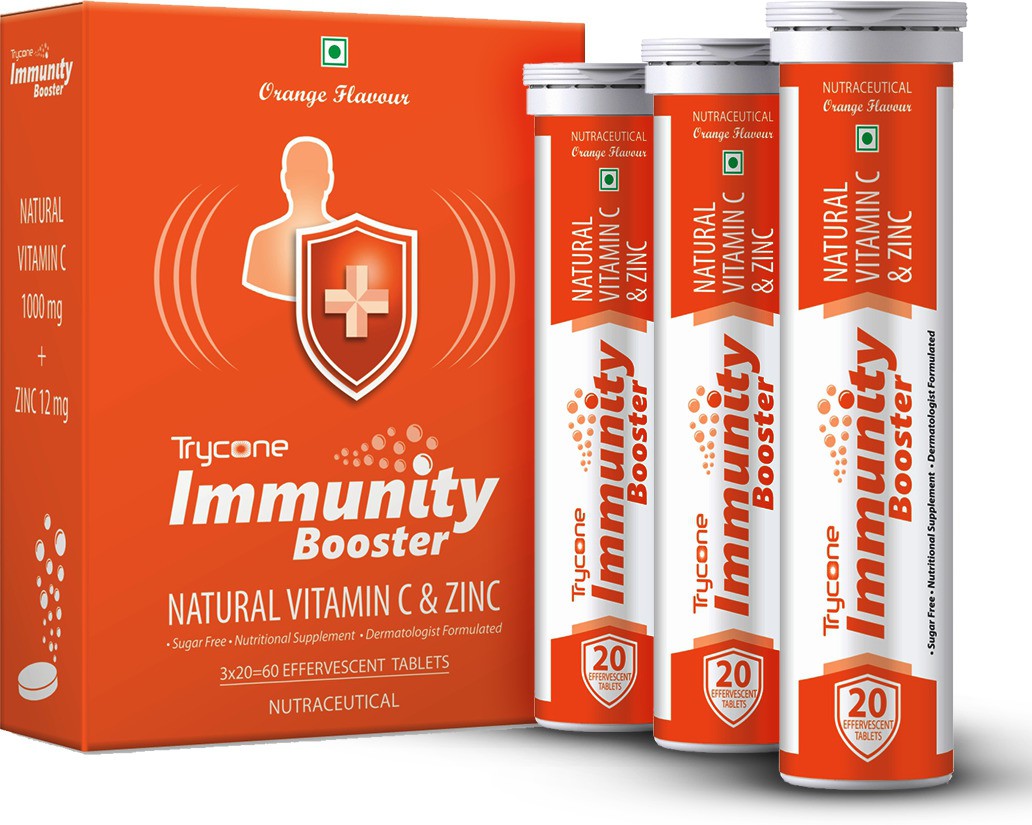 Trycone
Immunity
Booster
NATURAL
VITAMIN C
1000 mg
+
ZINC 12 mg
Orange Flavour
Trycone
Immunity
Booster
NATURAL VITAMIN C & ZINC
• Sugar Free • Nutritional Supplement • Dermatologist Formulated
3x20=60 EFFERVESCENT TABLETS
NUTRACEUTICAL
NUTRACEUTICAL
Orange Flavour
NATURAL
VITAMIN C
& ZINC
Trycone
Immunity
Booster
20
EFFERVESCENT
TABLETS
NUTRACEUTICAL
Orange Flavour
NATURAL
VITAMIN C
& ZINC
Trycone
Immunity
Booster
20
EFFERVESCENT
TABLETS
NUTRACEUTICAL
Orange Flavour
NATURAL
VITAMIN C
& ZINC
Trycone
Immunity
Booster
• Sugar Free • Nutritional Supplement • Dermatologist Formulated
20
EFFERVESCENT
TABLETS